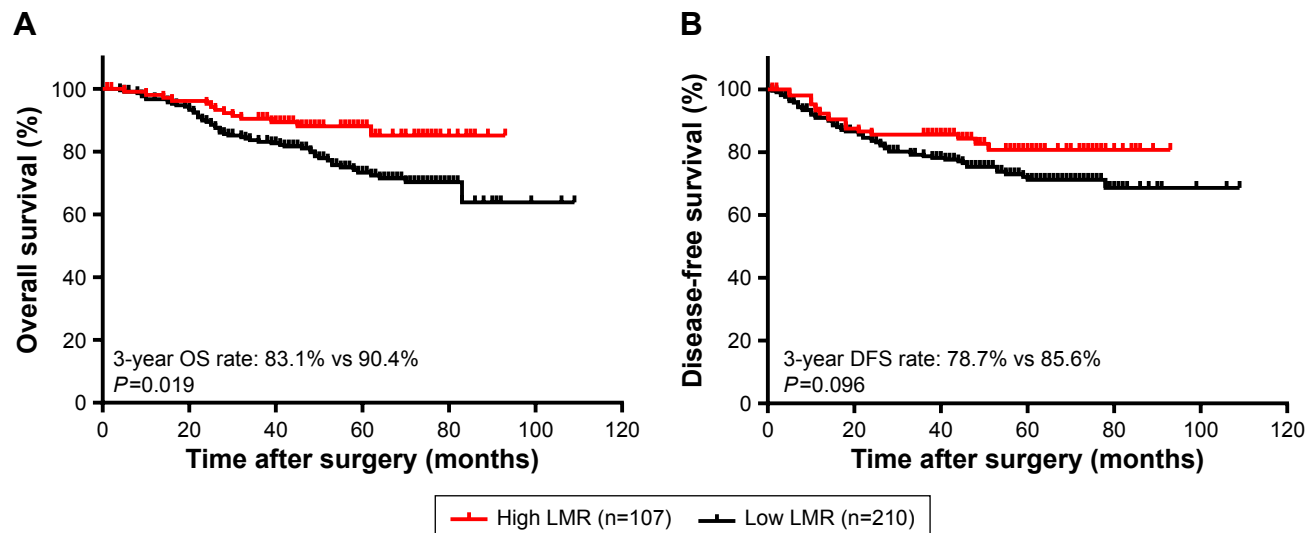 A
Overall survival (%)
100
80
60
40
20
0
3-year OS rate: 83.1% vs 90.4%
P=0.019
0 20 40 60 80 100 120
Time after surgery (months)
B
Disease-free survival (%)
100
80
60
40
20
0
3-year DFS rate: 78.7% vs 85.6%
P=0.096
0 20 40 60 80 100 120
Time after surgery (months)
High LMR (n=107) Low LMR (n=210)